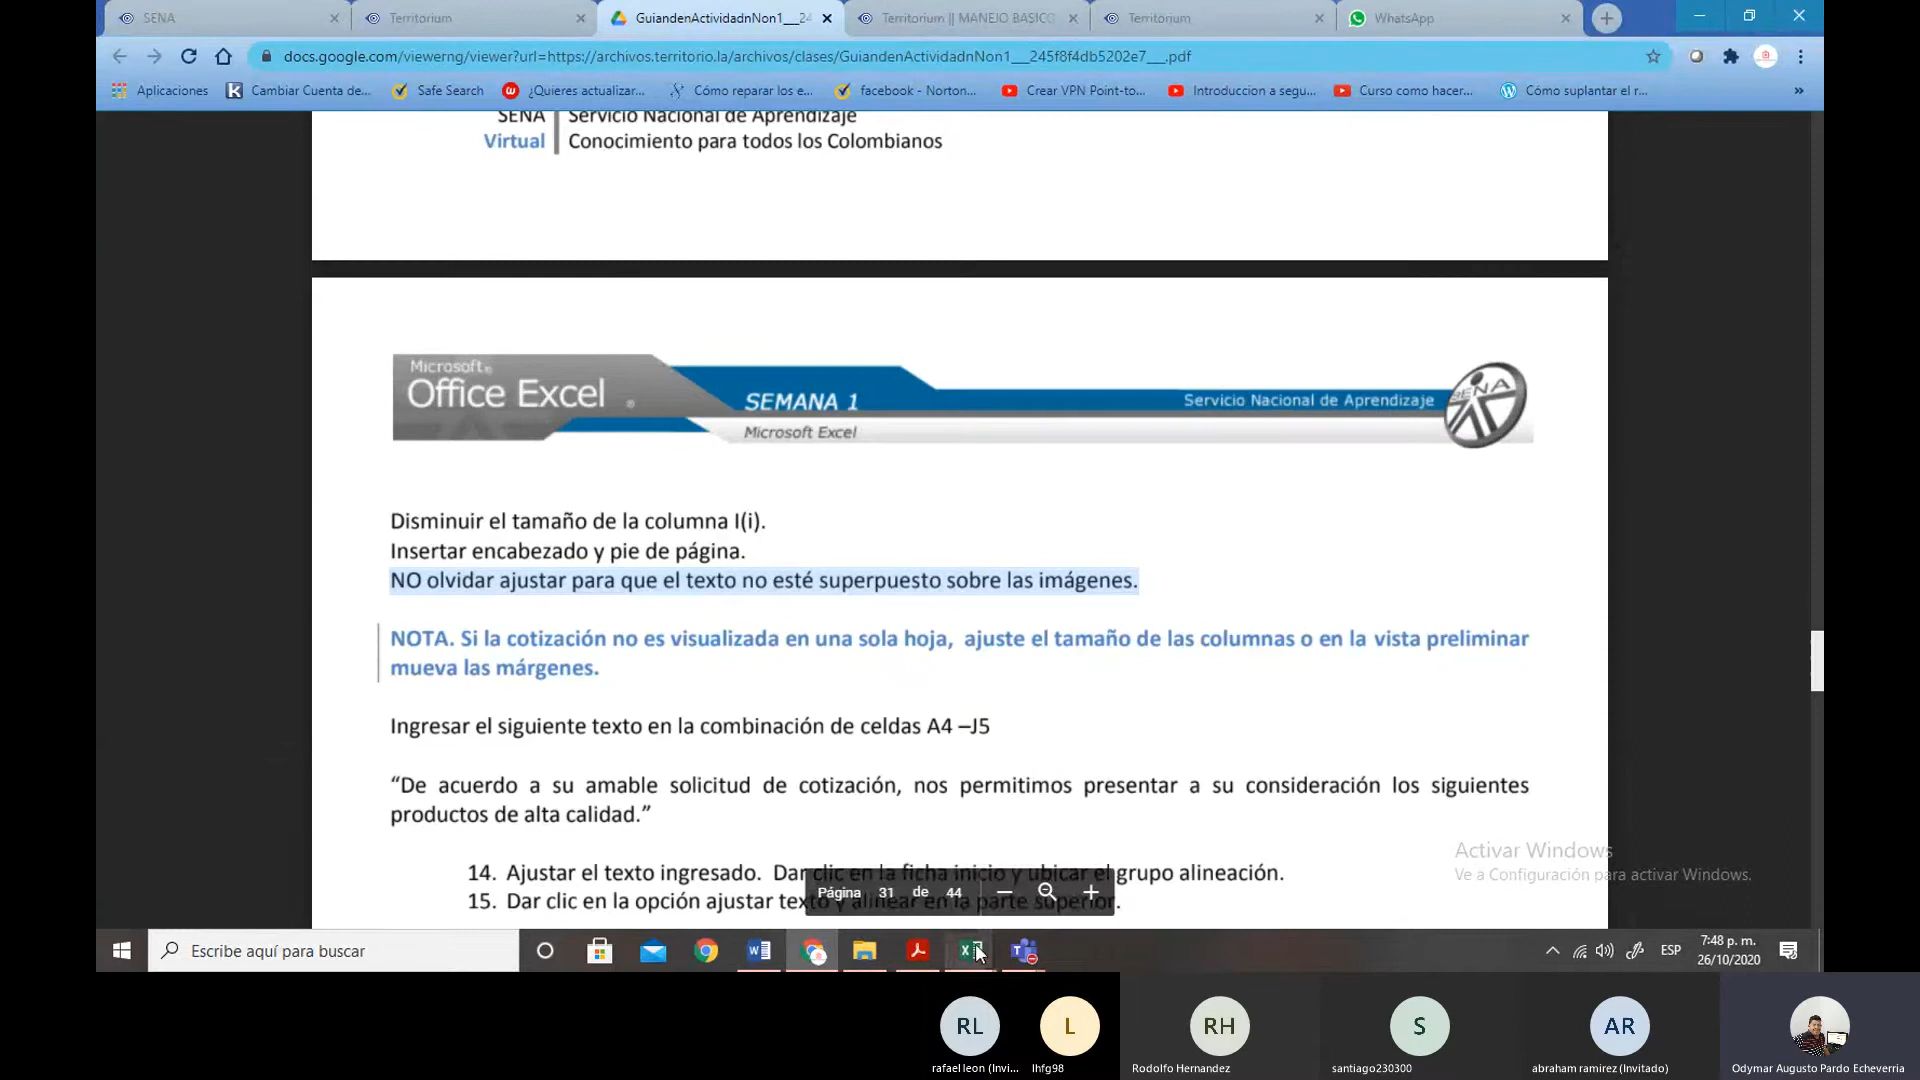 SENA
Territorium
GuiandenActividadnNon1___24
Territorium || MANEJO BASICO
Territorium
WhatsApp
docs.google.com/viewerng/viewer?url=https://archivos.territorio.la/archivos/clases/GuiandenActividadnNon1___245f8f4db5202e7___.pdf
Aplicaciones
Cambiar Cuenta de...
Safe Search
¿Quieres actualizar...
Cómo reparar los e...
facebook - Norton...
Crear VPN Point-to...
Introduccion a segu...
Curso como hacer...
Cómo suplantar el r...
SENA Servicio Nacional de Aprendizaje
Virtual Conocimiento para todos los Colombianos
Microsoft®
Office Excel ®
SEMANA 1
Servicio Nacional de Aprendizaje
SENA
Microsoft Excel
Disminuir el tamaño de la columna I(i).
Insertar encabezado y pie de página.
NO olvidar ajustar para que el texto no esté superpuesto sobre las imágenes.
NOTA. Si la cotización no es visualizada en una sola hoja, ajuste el tamaño de las columnas o en la vista preliminar
mueva las márgenes.
Ingresar el siguiente texto en la combinación de celdas A4 –J5
“De acuerdo a su amable solicitud de cotización, nos permitimos presentar a su consideración los siguientes
productos de alta calidad.”
14. Ajustar el texto ingresado. Dar clic en la ficha inicio y ubicar el grupo alineación.
15. Dar clic en la opción ajustar texto y alinear en la parte superior.
Página 31 de 44
Activar Windows
Ve a Configuración para activar Windows.
Escribe aquí para buscar
ESP
7:48 p. m.
26/10/2020
RL
L
RH
S
AR
rafael leon (Invi...
lhfg98
Rodolfo Hernandez
santiago230300
abraham ramirez (Invitado)
Odymar Augusto Pardo Echeverria